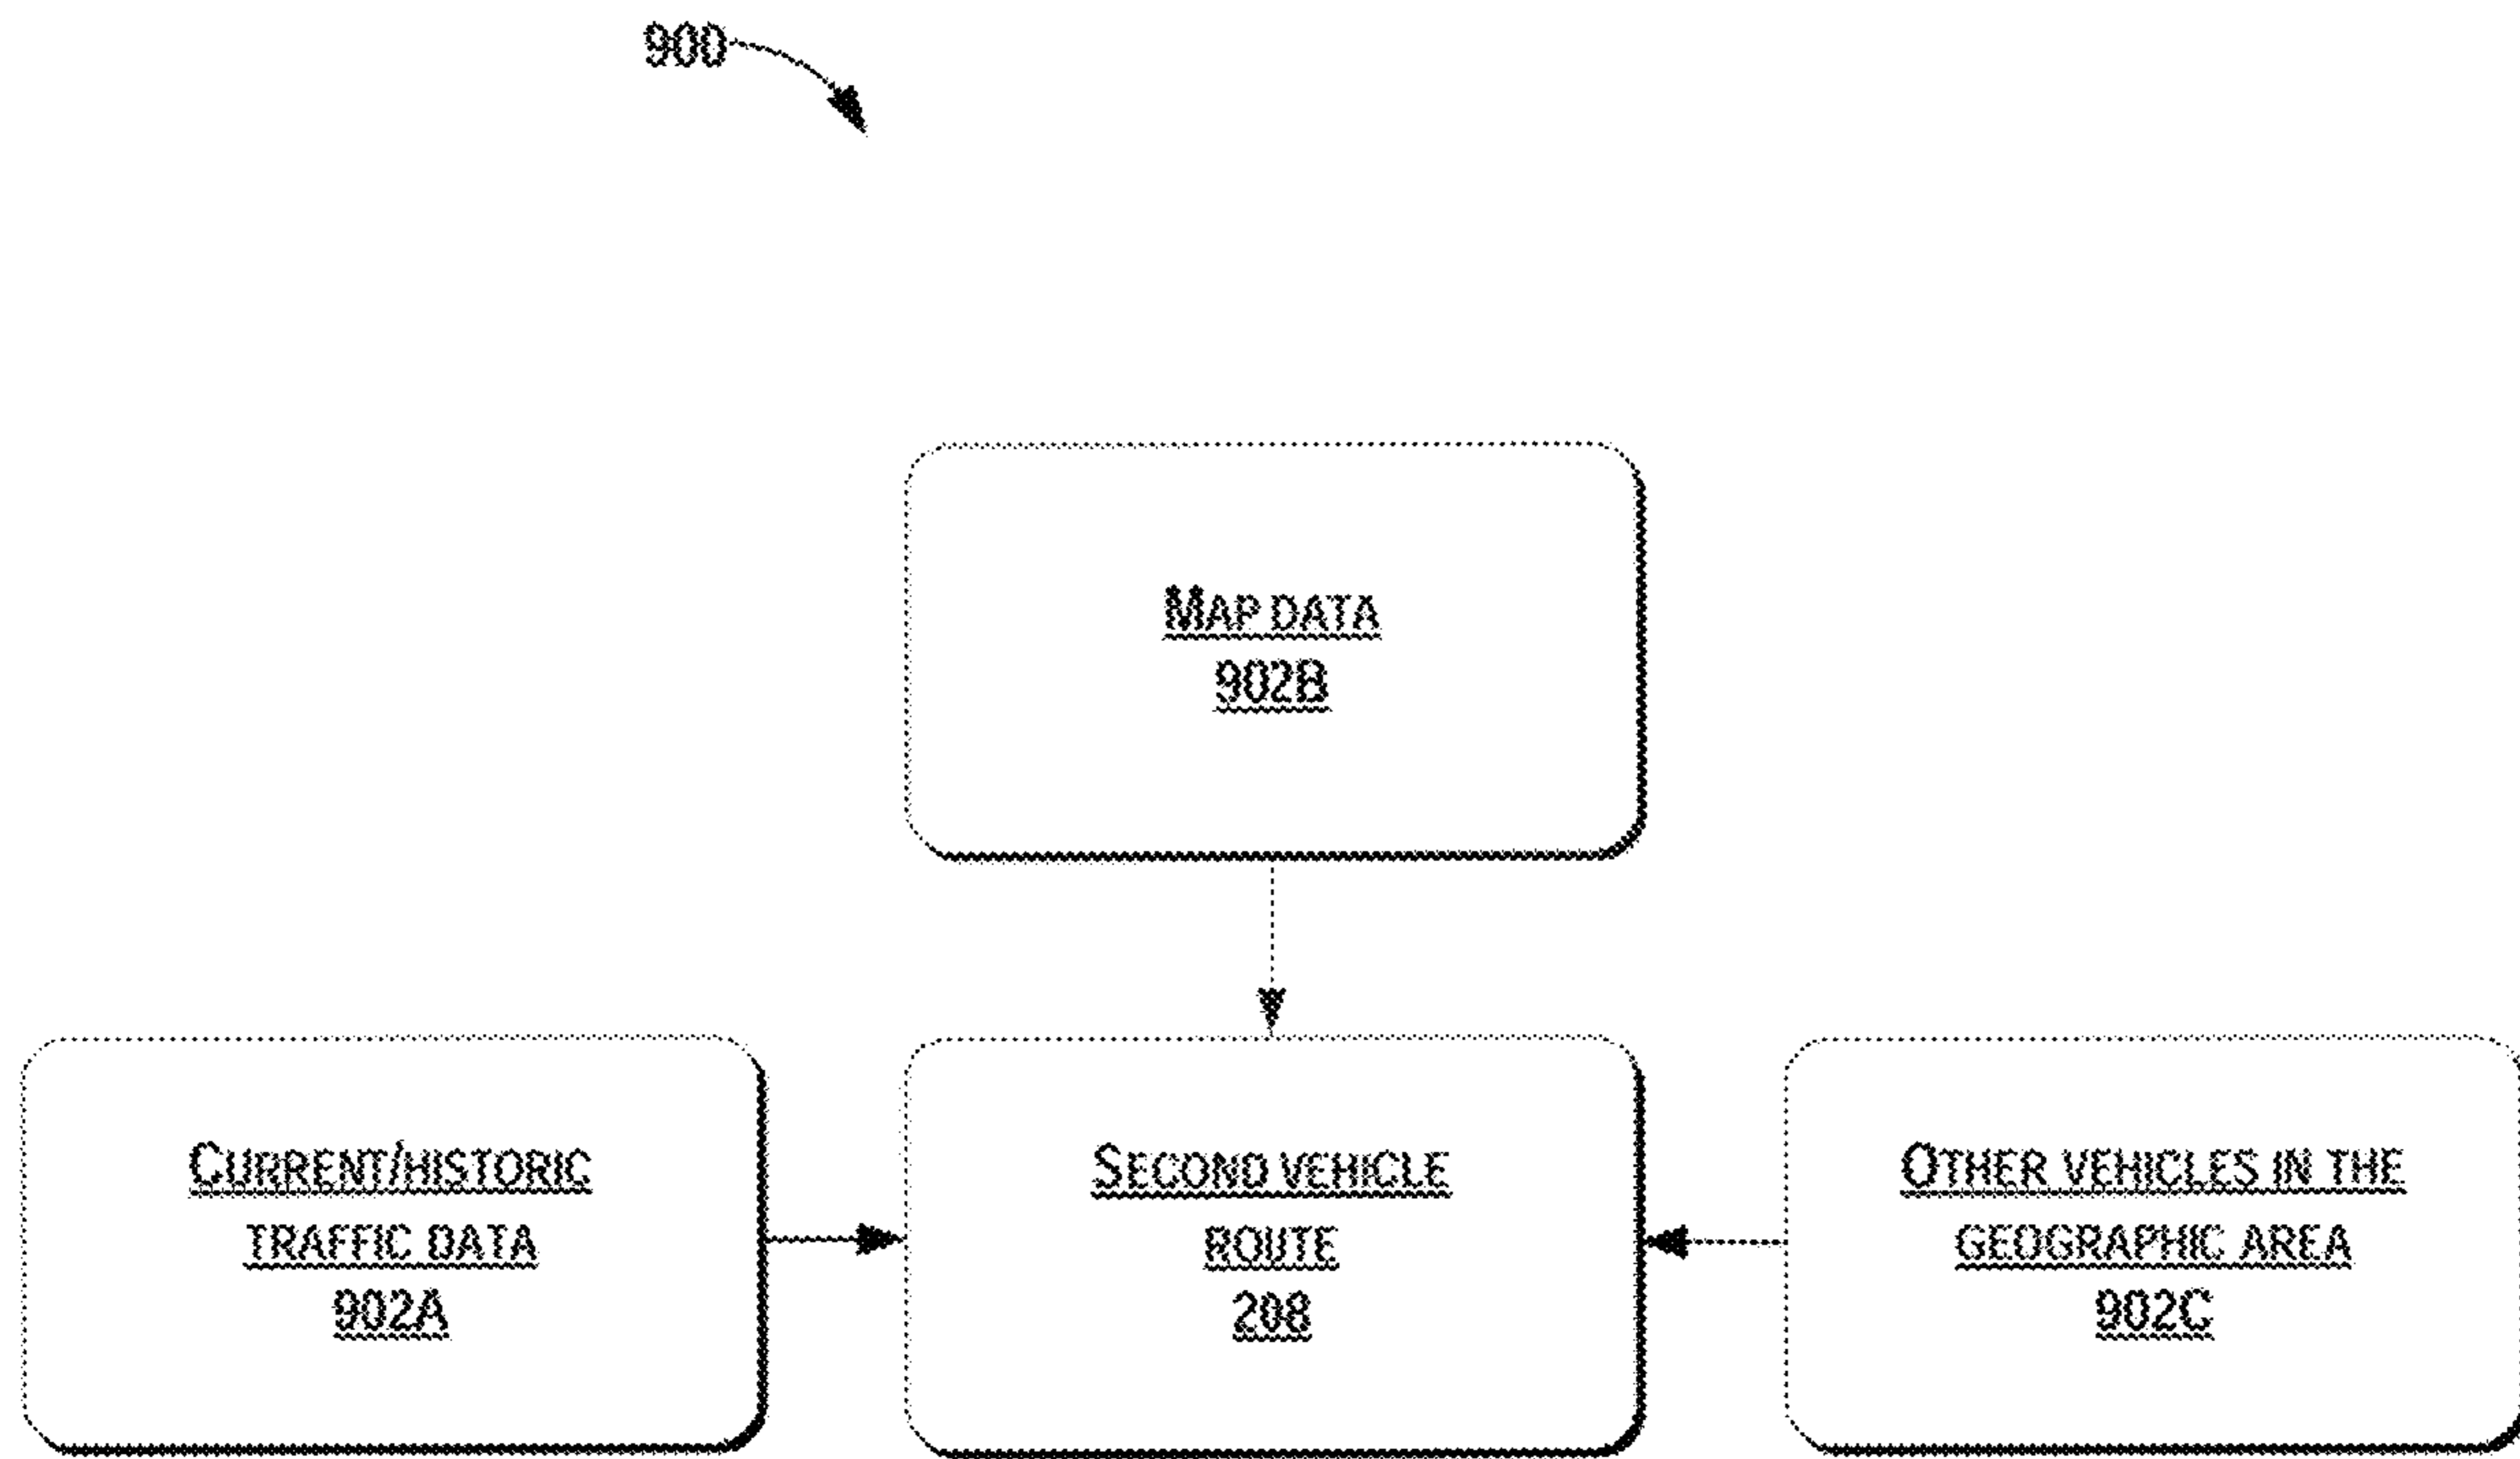 900
Map data
902B
Current/historic
traffic data
902A
Second vehicle
route
208
Other vehicles in the
geographic area
902C